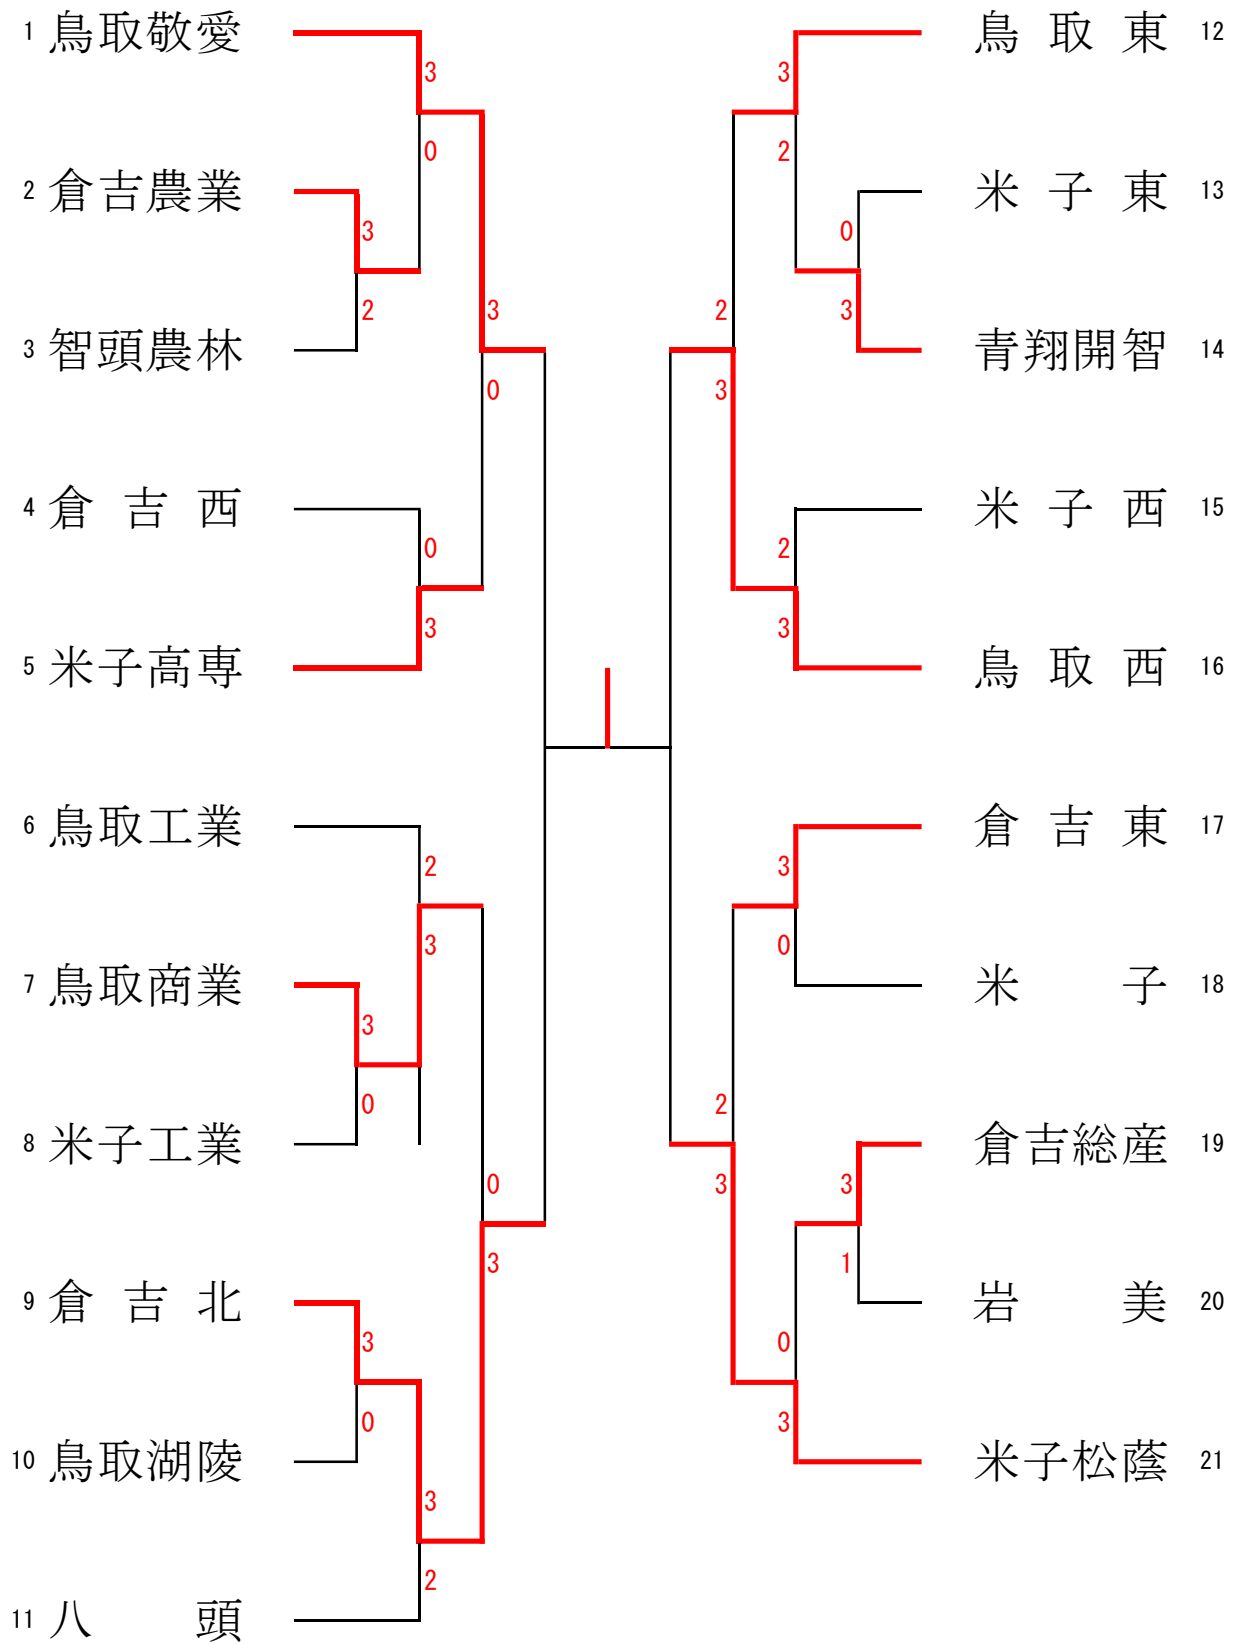 1 鳥取敬愛
3
0
2 倉吉農業
3
2
3 智頭農林
3
0
4 倉吉西
0
3
5 米子高専
6 鳥取工業
2
3
7 鳥取商業
3
0
8 米子工業
0
3
9 倉吉北
3
0
10 鳥取湖陵
3
2
11 八頭
鳥取東 12
3
2
米子東 13
0
3
青翔開智 14
2
3
米子西 15
2
3
鳥取西 16
倉吉東 17
3
0
米子 18
2
3
倉吉総産 19
3
1
岩美 20
0
3
米子松蔭 21